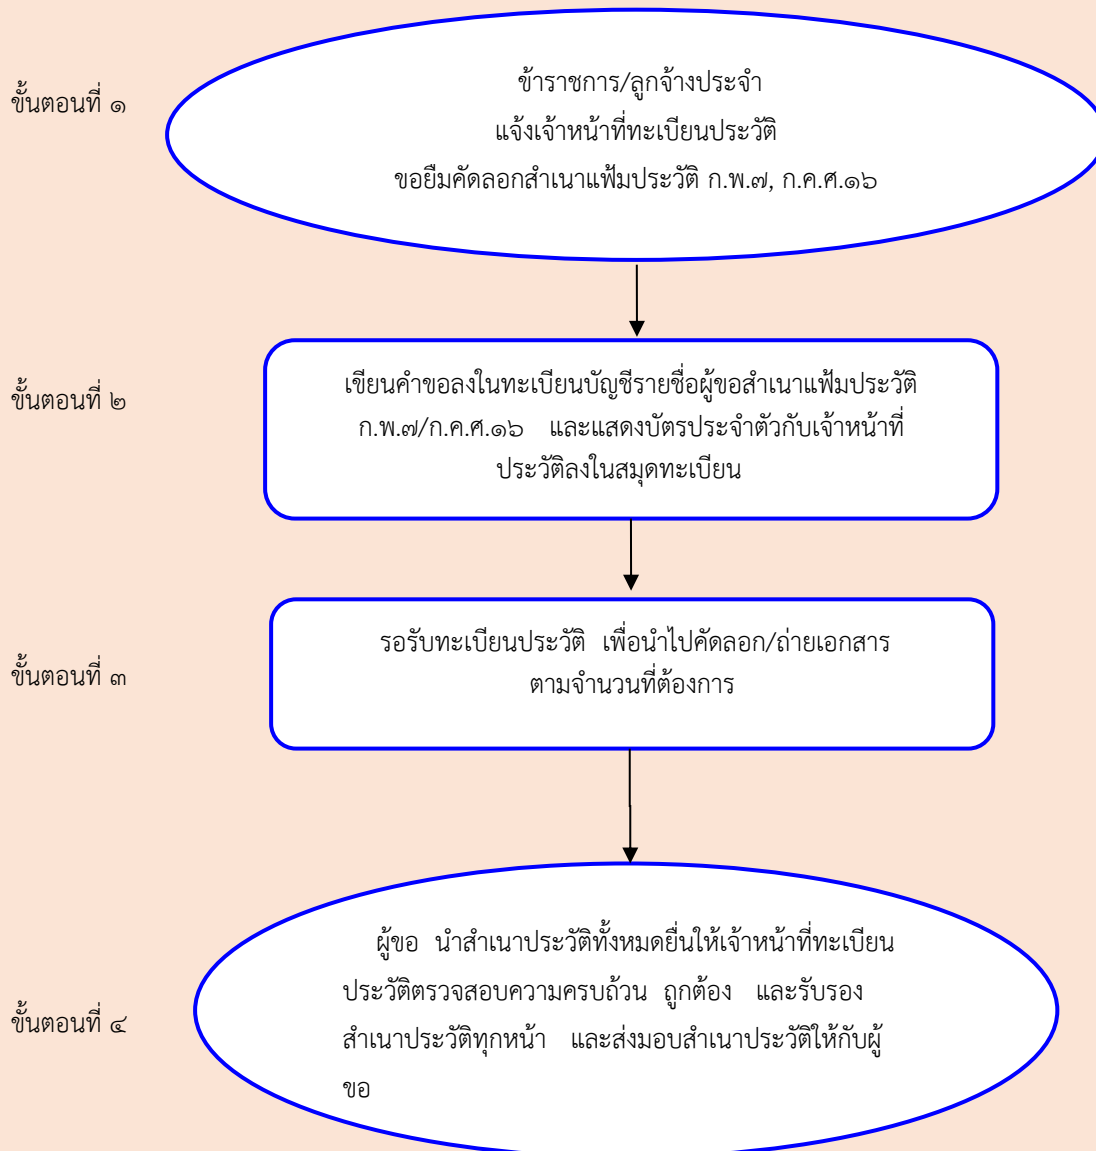 ขั้นตอนที่ ๑
ข้าราชการ/ลูกจ้างประจำ
แจ้งเจ้าหน้าที่ทะเบียนประวัติ
ขอยืมคัดลอกสำเนาแฟ้มประวัติ ก.พ.๗, ก.ค.ศ.๑๖
ขั้นตอนที่ ๒
เขียนคำขอลงในทะเบียนบัญชีรายชื่อผู้ขอสำเนาแฟ้มประวัติ
ก.พ.๗/ก.ค.ศ.๑๖ และแสดงบัตรประจำตัวกับเจ้าหน้าที่
ประวัติลงในสมุดทะเบียน
ขั้นตอนที่ ๓
รอรับทะเบียนประวัติ เพื่อนำไปคัดลอก/ถ่ายเอกสาร
ตามจำนวนที่ต้องการ
ขั้นตอนที่ ๔
ผู้ขอ นำสำเนาประวัติทั้งหมดยื่นให้เจ้าหน้าที่ทะเบียน
ประวัติตรวจสอบความครบถ้วน ถูกต้อง และรับรอง
สำเนาประวัติทุกหน้า และส่งมอบสำเนาประวัติให้กับผู้
ขอ